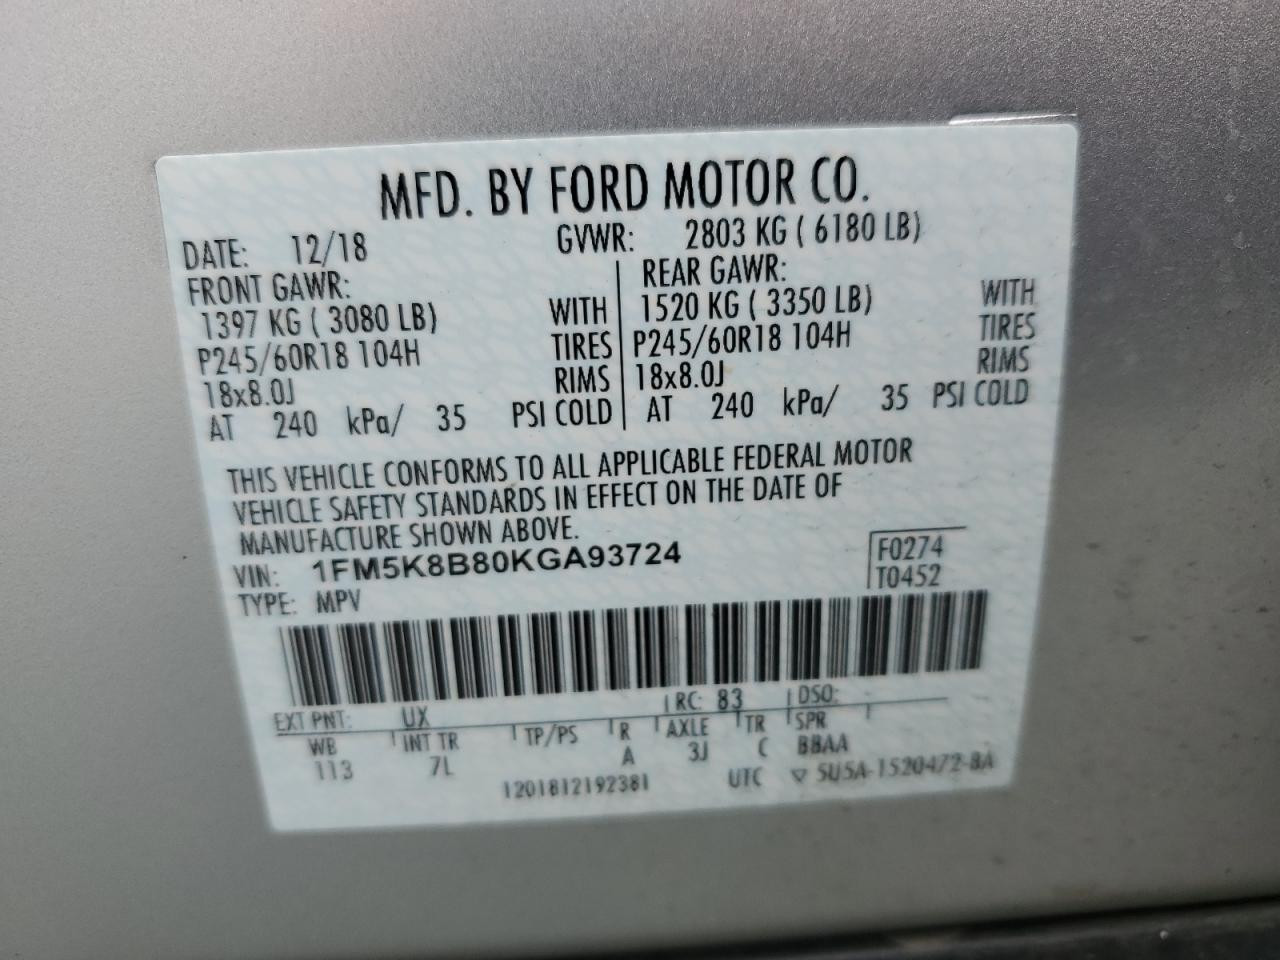 MFD. BY FORD MOTOR CO.
DATE: 12/18 GVWR: 2803 KG ( 6180 LB)
FRONT GAWR: REAR GAWR:
1397 KG ( 3080 LB) WITH 1520 KG ( 3350 LB) WITH
P245/60R18 104H TIRES P245/60R18 104H TIRES
18x8.0J RIMS 18x8.0J RIMS
AT 240 kPa/ 35 PSI COLD AT 240 kPa/ 35 PSI COLD
THIS VEHICLE CONFORMS TO ALL APPLICABLE FEDERAL MOTOR
VEHICLE SAFETY STANDARDS IN EFFECT ON THE DATE OF
MANUFACTURE SHOWN ABOVE.
VIN: 1FM5K8B80KGA93724 F0274
TYPE: MPV T0452
EXT PNT: UX RC: 83 DSO:
WB INT TR TP/PS R AXLE TR SPR
113 7L A 3J C BBAA
1201812192381 UTC ▽ 5U5A-1520472-BA